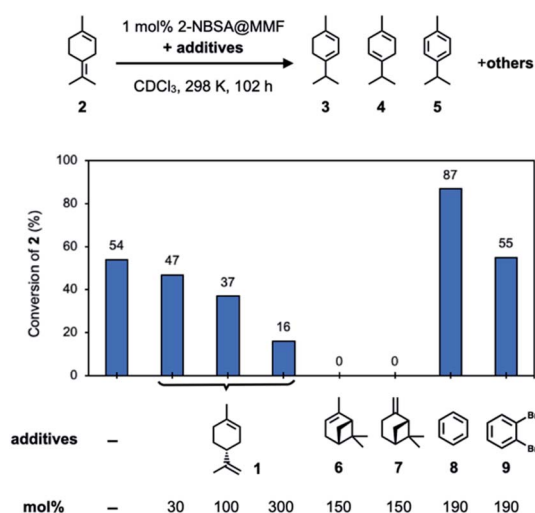 1 mol% 2-NBSA@MMF
+ additives
CDCl₃, 298 K, 102 h
+others
2 3 4 5
Conversion of 2 (%)
100
80
60
40
20
0
54 47 37 16 0 0 87 55
additives – 1 6 7 8 9
Br
Br
mol% – 30 100 300 150 150 190 190